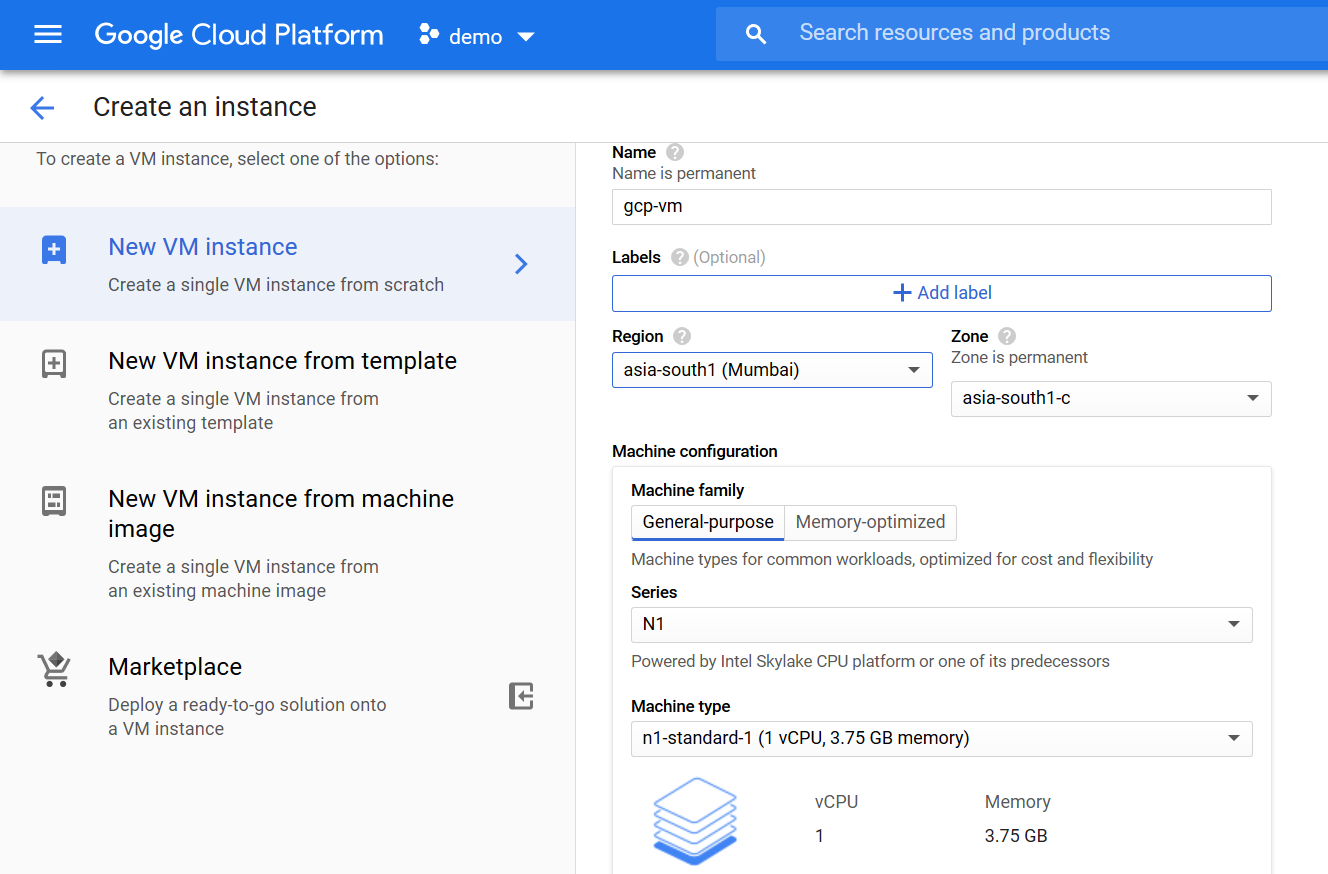 Google Cloud Platform demo Search resources and products
Create an instance
To create a VM instance, select one of the options:
New VM instance
Create a single VM instance from scratch
New VM instance from template
Create a single VM instance from
an existing template
New VM instance from machine
image
Create a single VM instance from
an existing machine image
Marketplace
Deploy a ready-to-go solution onto
a VM instance
Name ?
Name is permanent
gcp-vm
Labels ? (Optional)
+ Add label
Region ?
asia-south1 (Mumbai)
Zone ?
Zone is permanent
asia-south1-c
Machine configuration
Machine family
General-purpose Memory-optimized
Machine types for common workloads, optimized for cost and flexibility
Series
N1
Powered by Intel Skylake CPU platform or one of its predecessors
Machine type
n1-standard-1 (1 vCPU, 3.75 GB memory)
vCPU Memory
1 3.75 GB